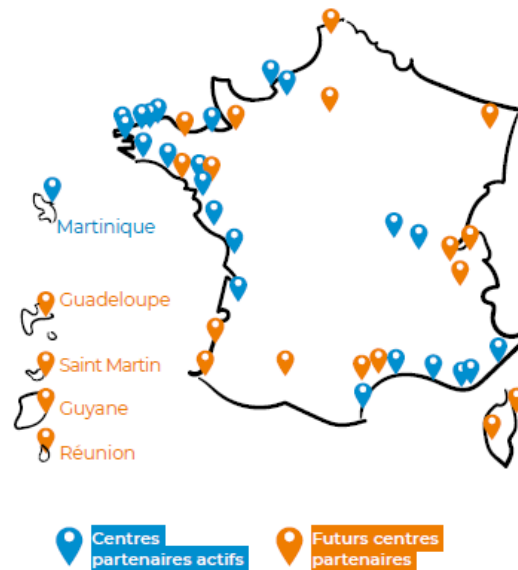 Martinique
Guadeloupe
Saint Martin
Guyane
Réunion
Centres
partenaires actifs
Futurs centres
partenaires